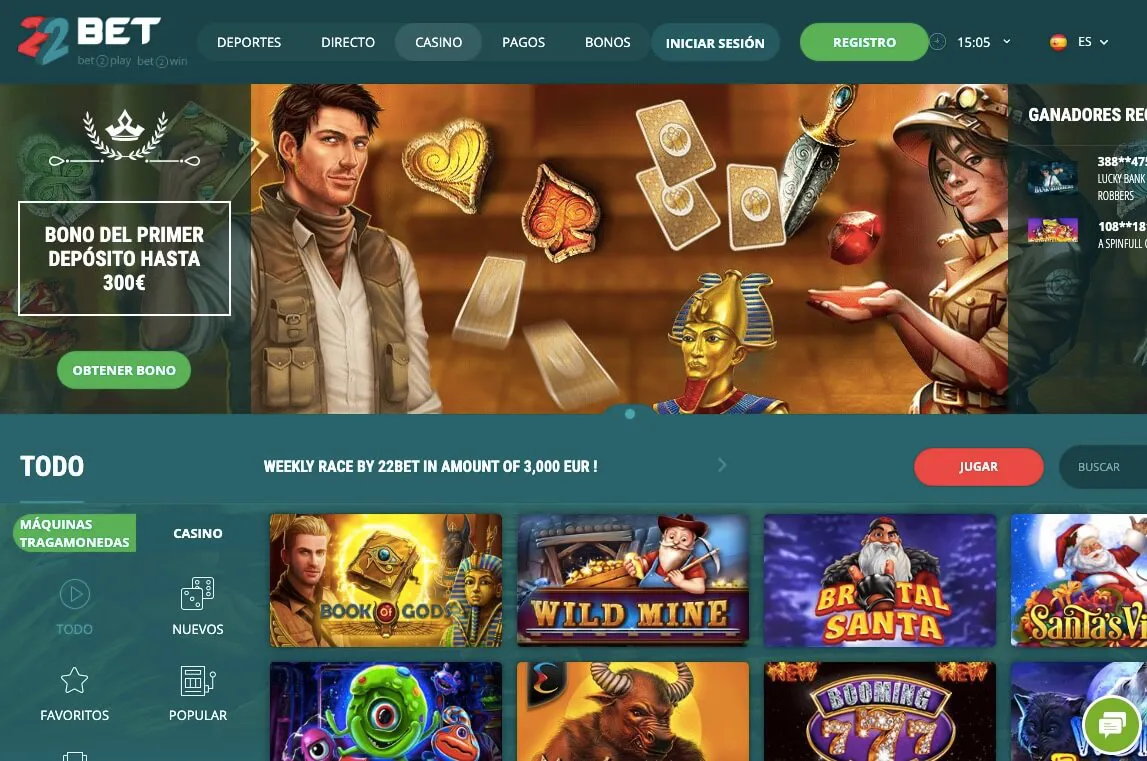 22BET
bet2play bet2win
DEPORTES
DIRECTO
CASINO
PAGOS
BONOS
INICIAR SESIÓN
REGISTRO
15:05
ES
BONO DEL PRIMER
DEPÓSITO HASTA
300€
OBTENER BONO
GANADORES
388**475
LUCKY BANK
ROBBERS
BANK ROBBERS
108**18
A SPINFULL
TODO
WEEKLY RACE BY 22BET IN AMOUNT OF 3,000 EUR !
JUGAR
BUSCAR
MÁQUINAS
TRAGAMONEDAS
CASINO
TODO
NUEVOS
FAVORITOS
POPULAR
BOOK OF GODS
WILD MINE
BRUTAL
SANTA
Santa's
NEW
NEW
BOOMING
777